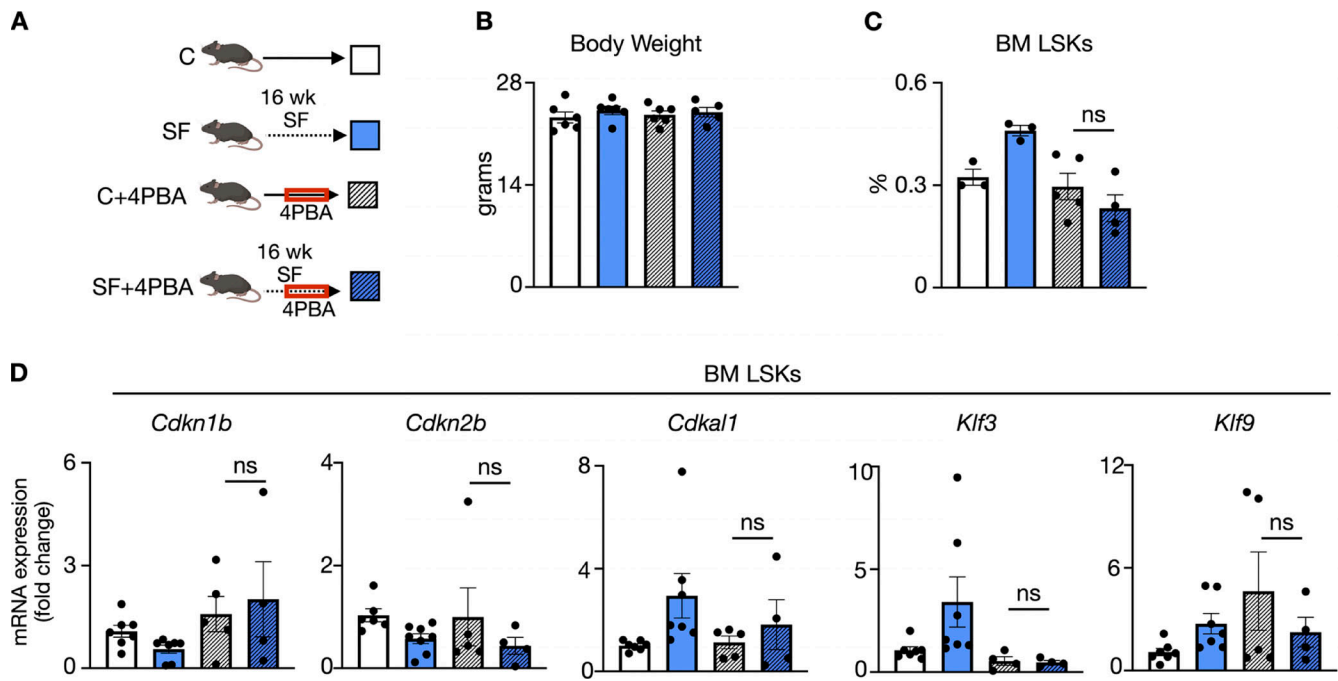 A
C
16 wk
SF
SF
C+4PBA
4PBA
16 wk
SF
SF+4PBA
4PBA
B
Body Weight
28
14
0
grams
C
BM LSKs
0.6
0.3
0
%
ns
D
BM LSKs
Cdkn1b
Cdkn2b
Cdkal1
Klf3
Klf9
mRNA expression
(fold change)
6
3
0
ns
4
2
0
ns
8
4
0
ns
10
5
0
ns
12
6
0
ns